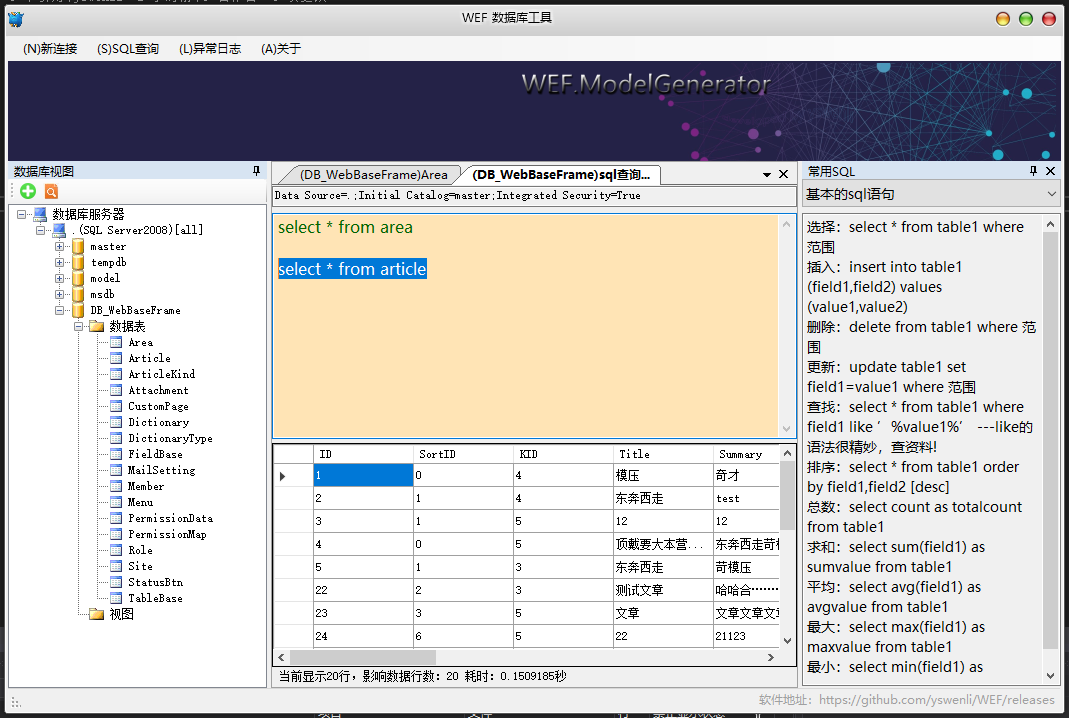 WEF 数据库工具
(N)新连接 (S)SQL查询 (L)异常日志 (A)关于
WEF.ModelGenerator
数据库视图
数据库服务器
.(SQL Server2008)[all]
master
tempdb
model
msdb
DB_WebBaseFrame
数据表
Area
Article
ArticleKind
Attachment
CustomPage
Dictionary
DictionaryType
FieldBase
MailSetting
Member
Menu
PermissionData
PermissionMap
Role
Site
StatusBtn
TableBase
视图
(DB_WebBaseFrame)Area (DB_WebBaseFrame)sql查询...
Data Source=.;Initial Catalog=master;Integrated Security=True
select * from area
select * from article
ID SortID KID Title Summary
1 0 4 模压 奇才
2 1 4 东奔西走 test
3 1 5 12 12
4 0 5 顶戴要大本营... 东奔西走苛
5 1 3 东奔西走 苛模压
22 2 3 测试文章 哈哈合……
23 3 5 文章 文章文章文
24 6 5 22 21123
当前显示20行，影响数据行数：20 耗时：0.1509185秒
常用SQL
基本的sql语句
选择：select * from table1 where
范围
插入：insert into table1
(field1,field2) values
(value1,value2)
删除：delete from table1 where 范
围
更新：update table1 set
field1=value1 where 范围
查找：select * from table1 where
field1 like ’%value1%’ ---like的
语法很精妙，查资料!
排序：select * from table1 order
by field1,field2 [desc]
总数：select count as totalcount
from table1
求和：select sum(field1) as
sumvalue from table1
平均：select avg(field1) as
avgvalue from table1
最大：select max(field1) as
maxvalue from table1
最小：select min(field1) as
软件地址：https://github.com/yswenli/WEF/releases